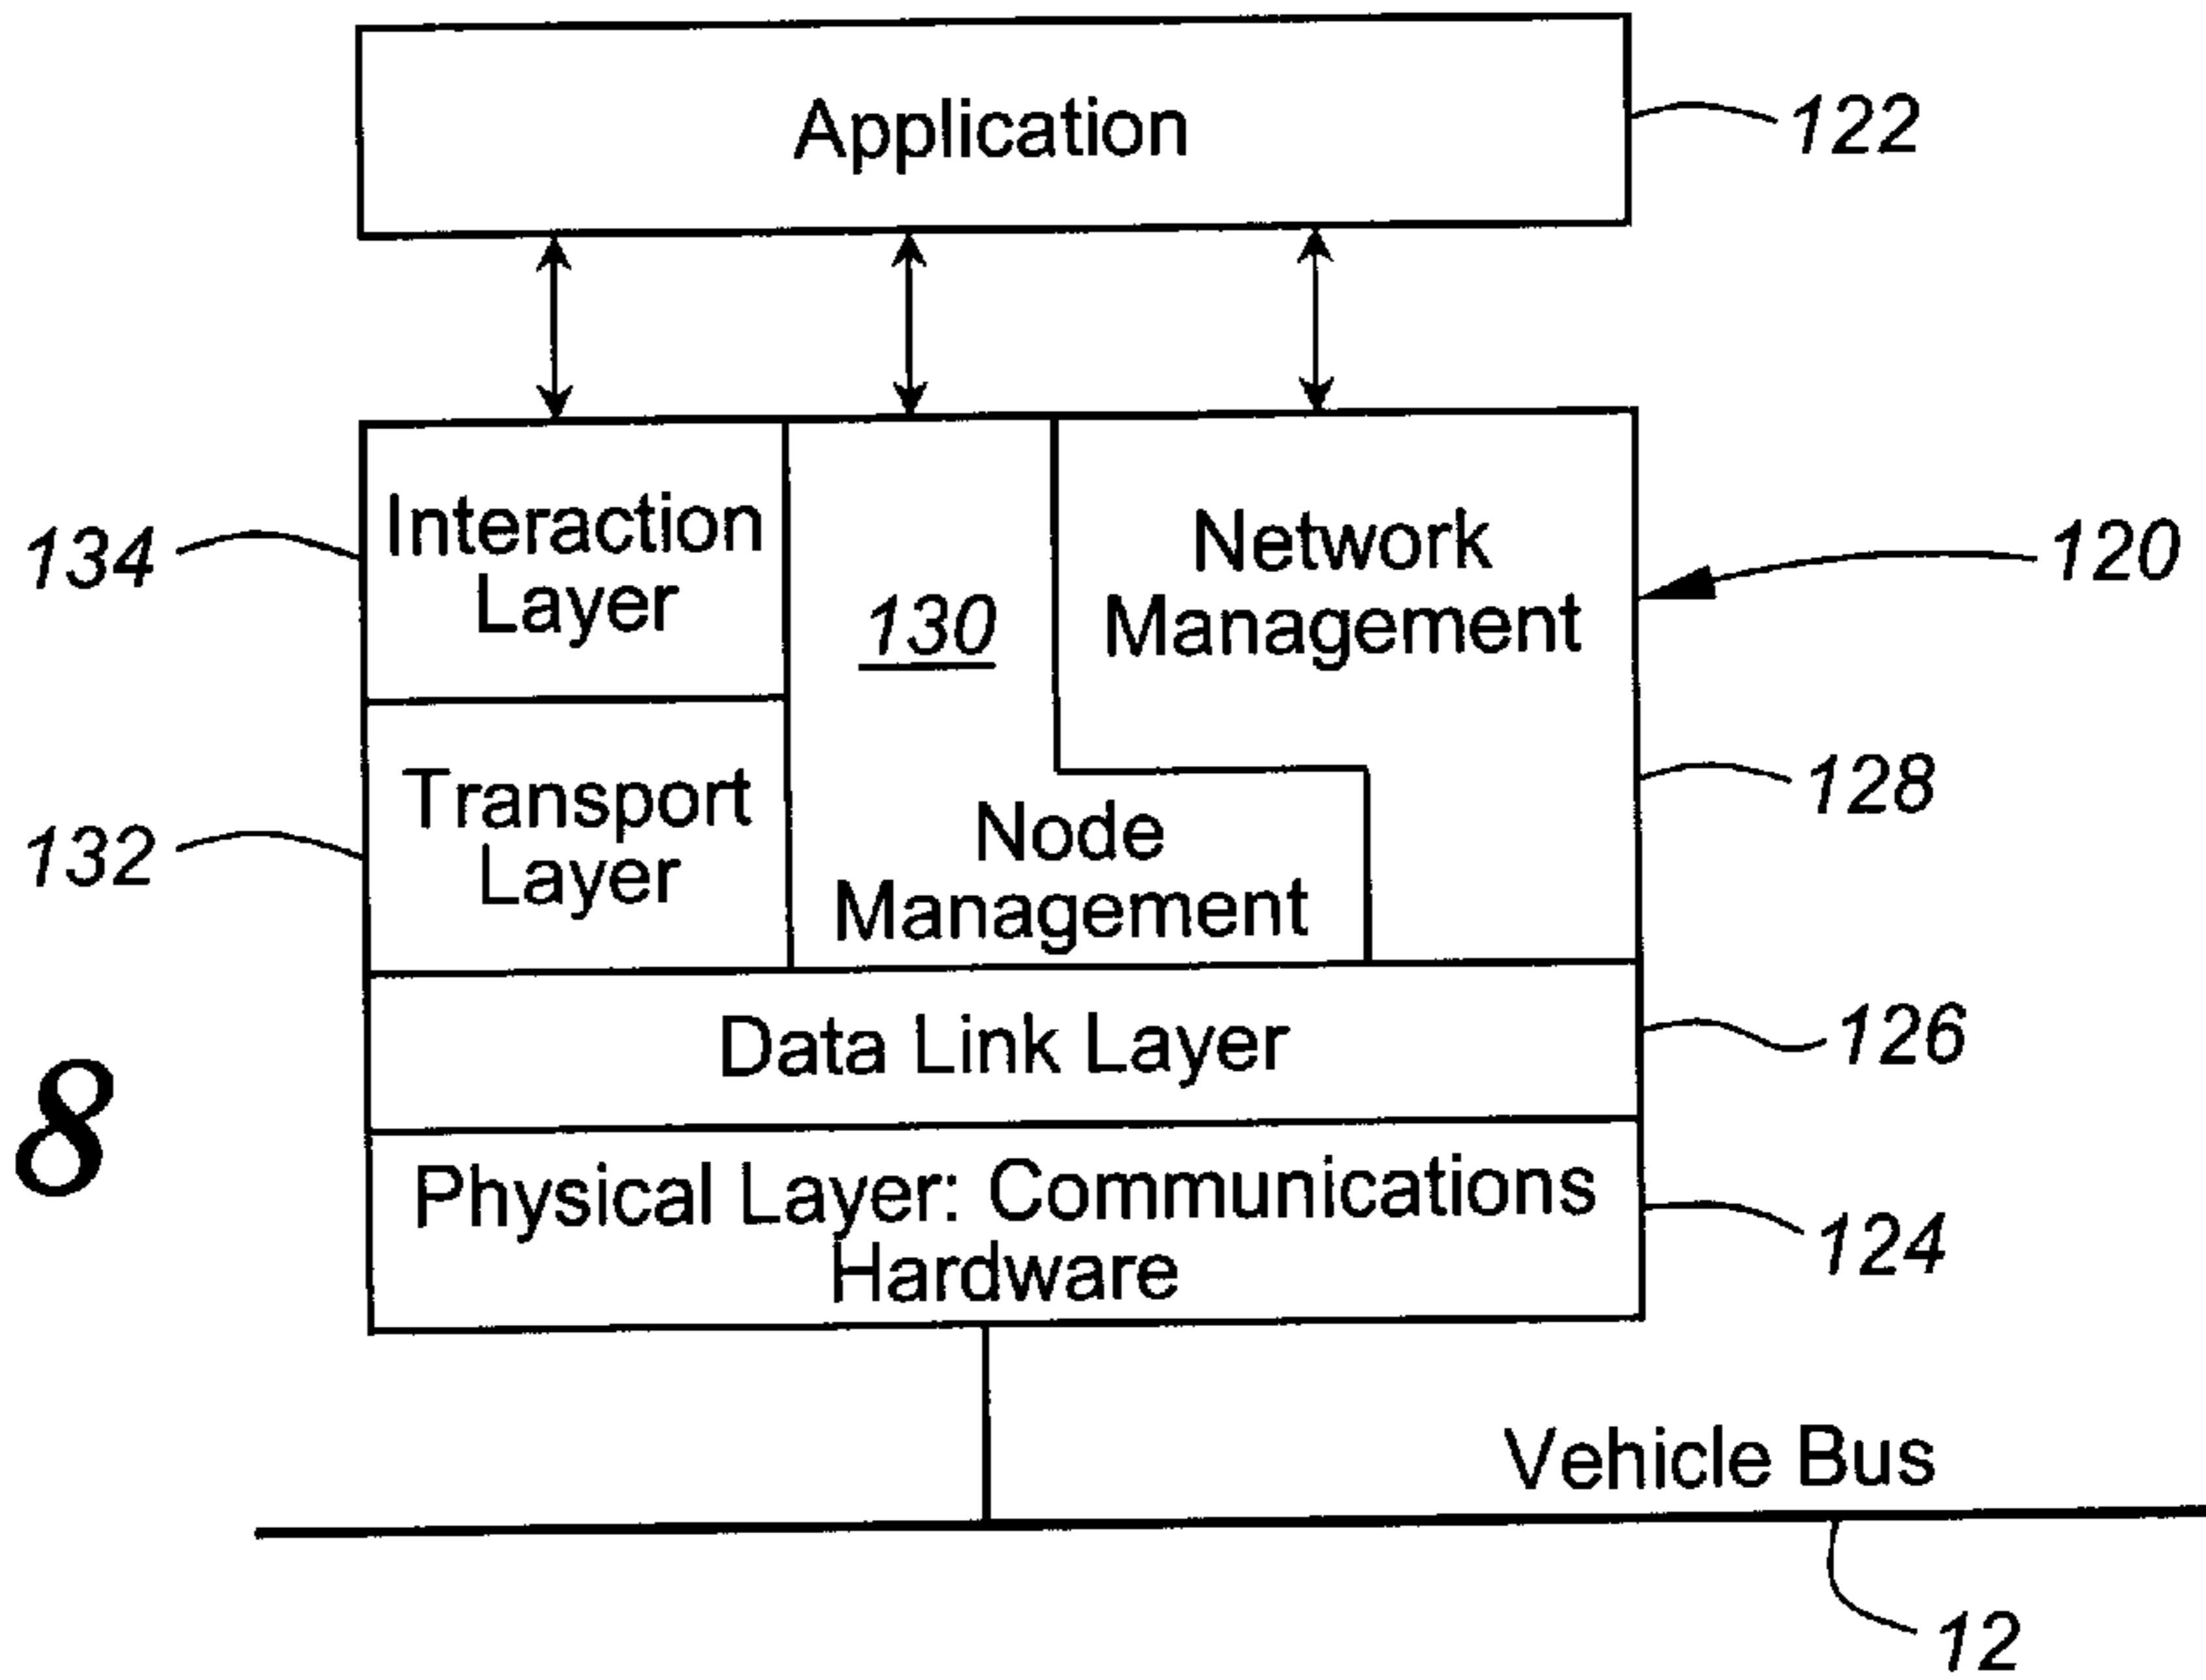 Application
122
134
Interaction
Layer
130
Network
Management
120
132
Transport
Layer
Node
Management
128
Data Link Layer
126
8
Physical Layer: Communications
Hardware
124
Vehicle Bus
12